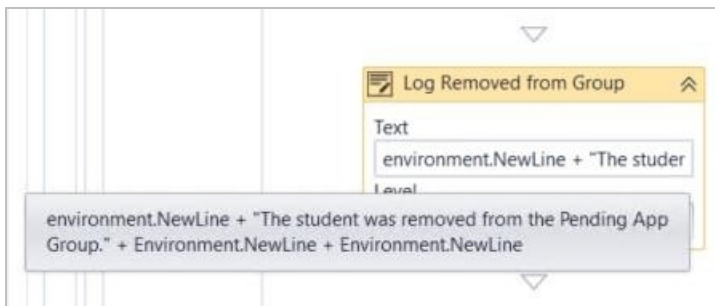 Log Removed from Group
Text
environment.NewLine + "The studer
Level
environment.NewLine + "The student was removed from the Pending App
Group." + Environment.NewLine + Environment.NewLine